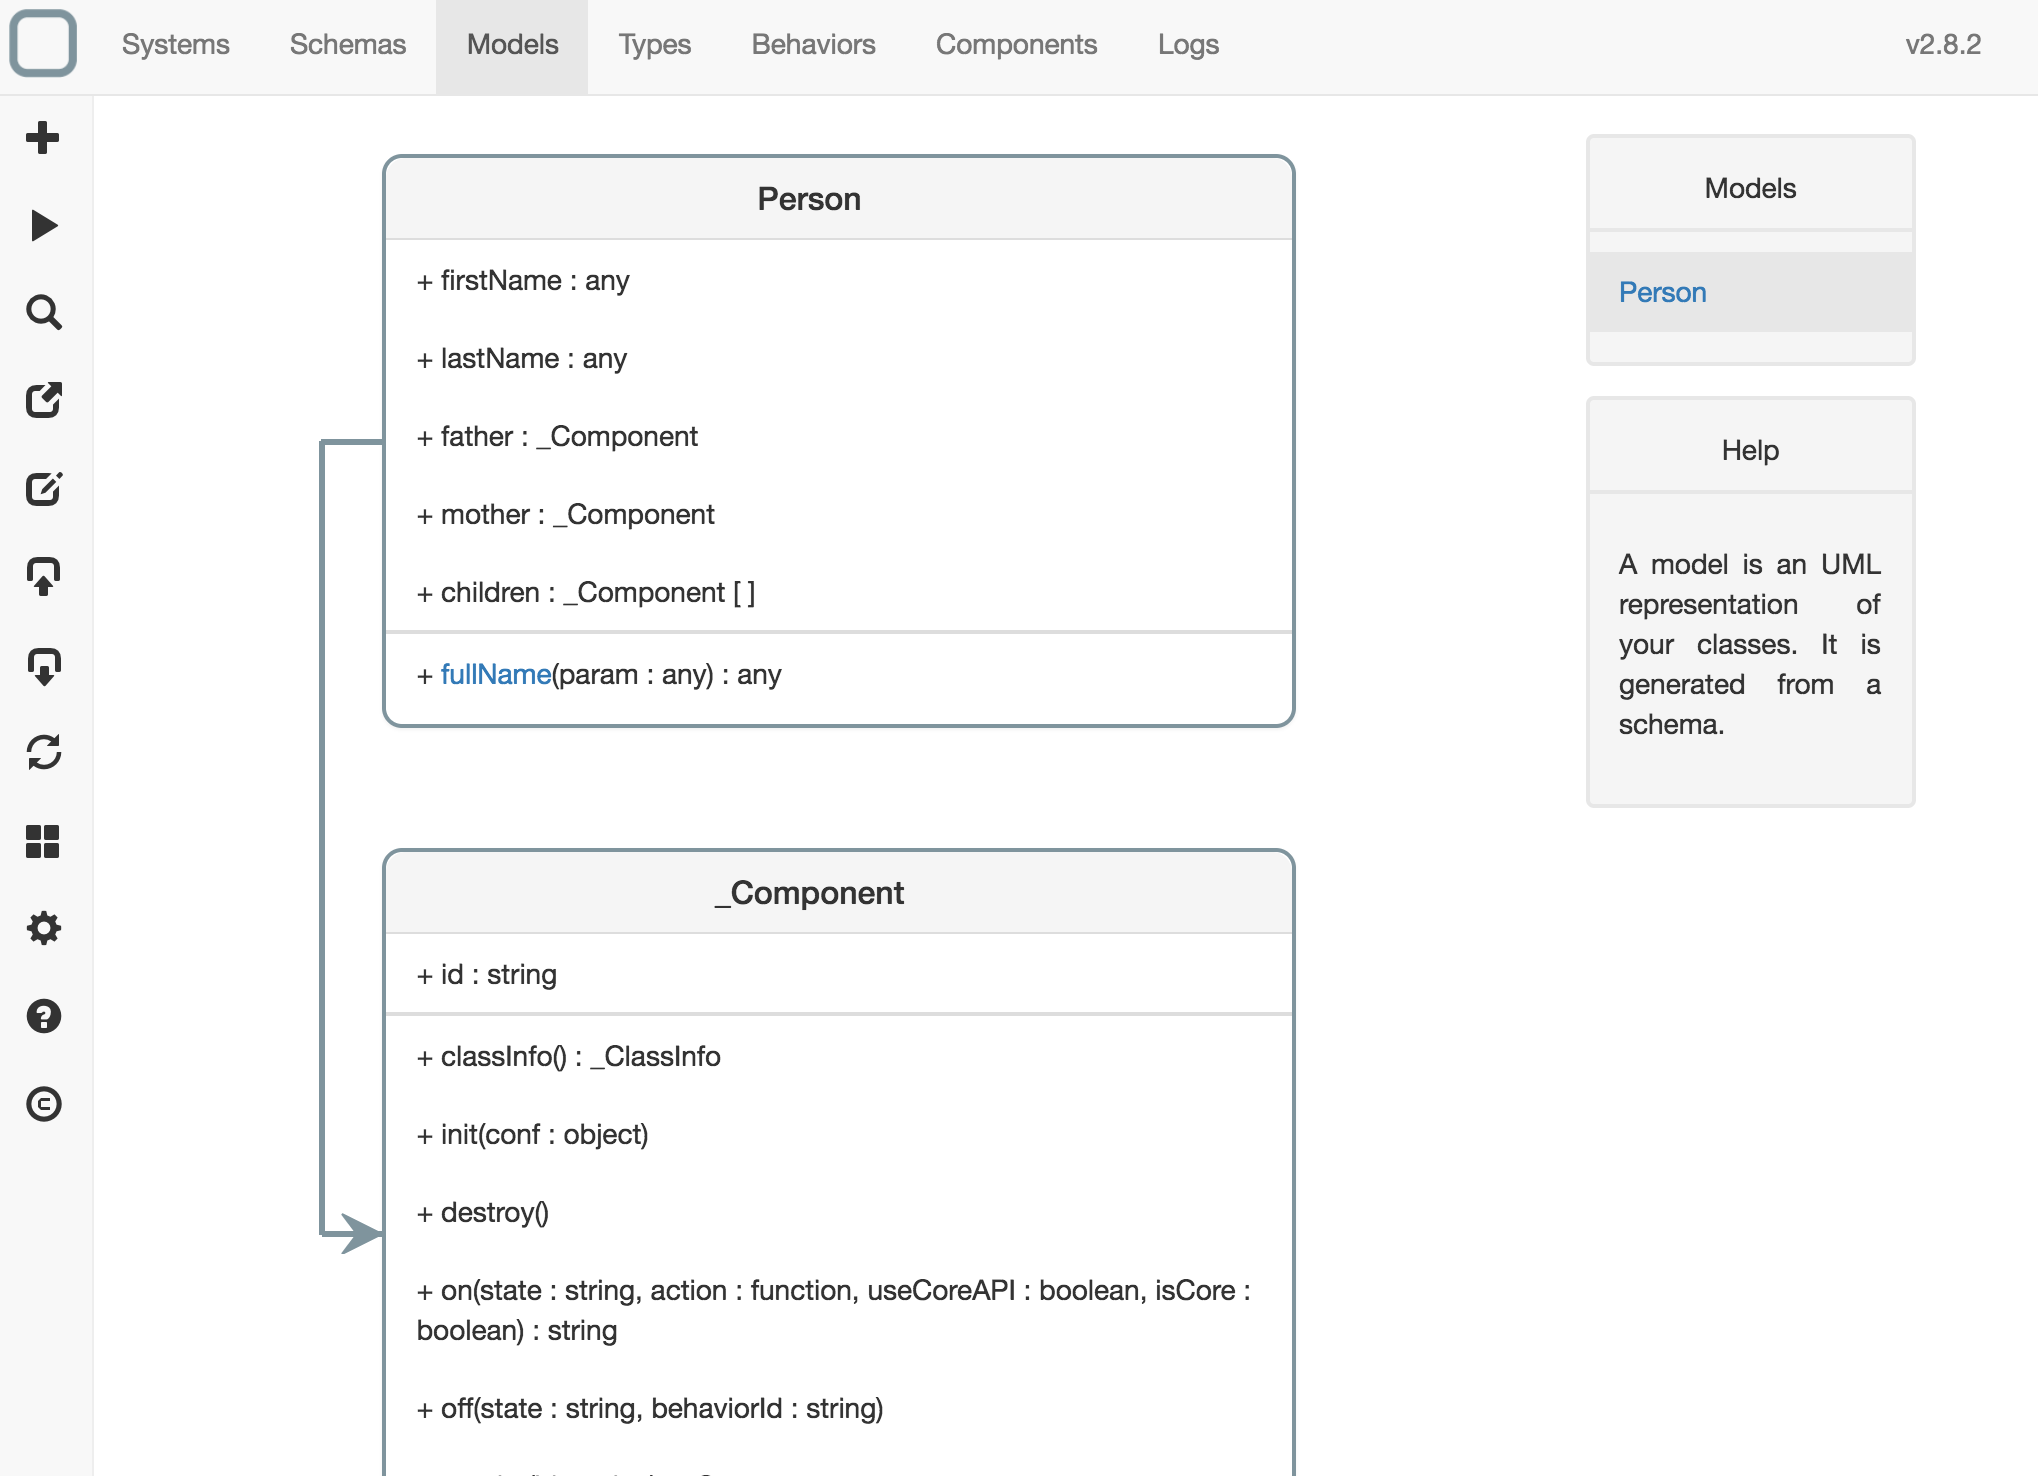 Systems Schemas Models Types Behaviors Components Logs v2.8.2
Person
+ firstName : any
+ lastName : any
+ father : _Component
+ mother : _Component
+ children : _Component [ ]
+ fullName(param : any) : any
_Component
+ id : string
+ classInfo() : _ClassInfo
+ init(conf : object)
+ destroy()
+ on(state : string, action : function, useCoreAPI : boolean, isCore :
boolean) : string
+ off(state : string, behaviorId : string)
Models
Person
Help
A model is an UML
representation of
your classes. It is
generated from a
schema.